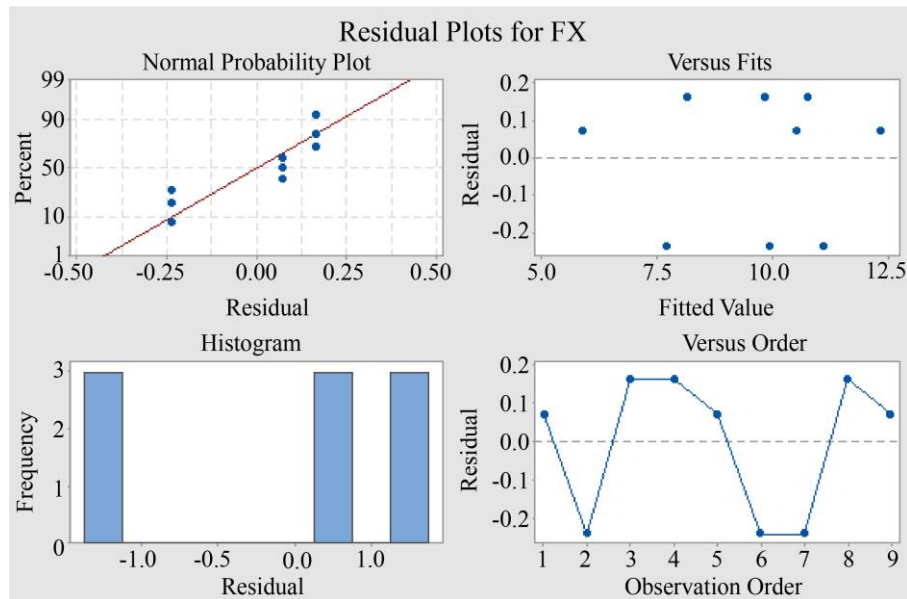 Residual Plots for FX
Normal Probability Plot
99
90
50
10
1
Percent
-0.50 -0.25 0.00 0.25 0.50
Residual
Versus Fits
0.2
0.1
0.0
-0.1
-0.2
Residual
5.0 7.5 10.0 12.5
Fitted Value
Histogram
3
2
1
0
Frequency
-1.0 -0.5 0.0 1.0
Residual
Versus Order
0.2
0.1
0.0
-0.1
-0.2
Residual
1 2 3 4 5 6 7 8 9
Observation Order